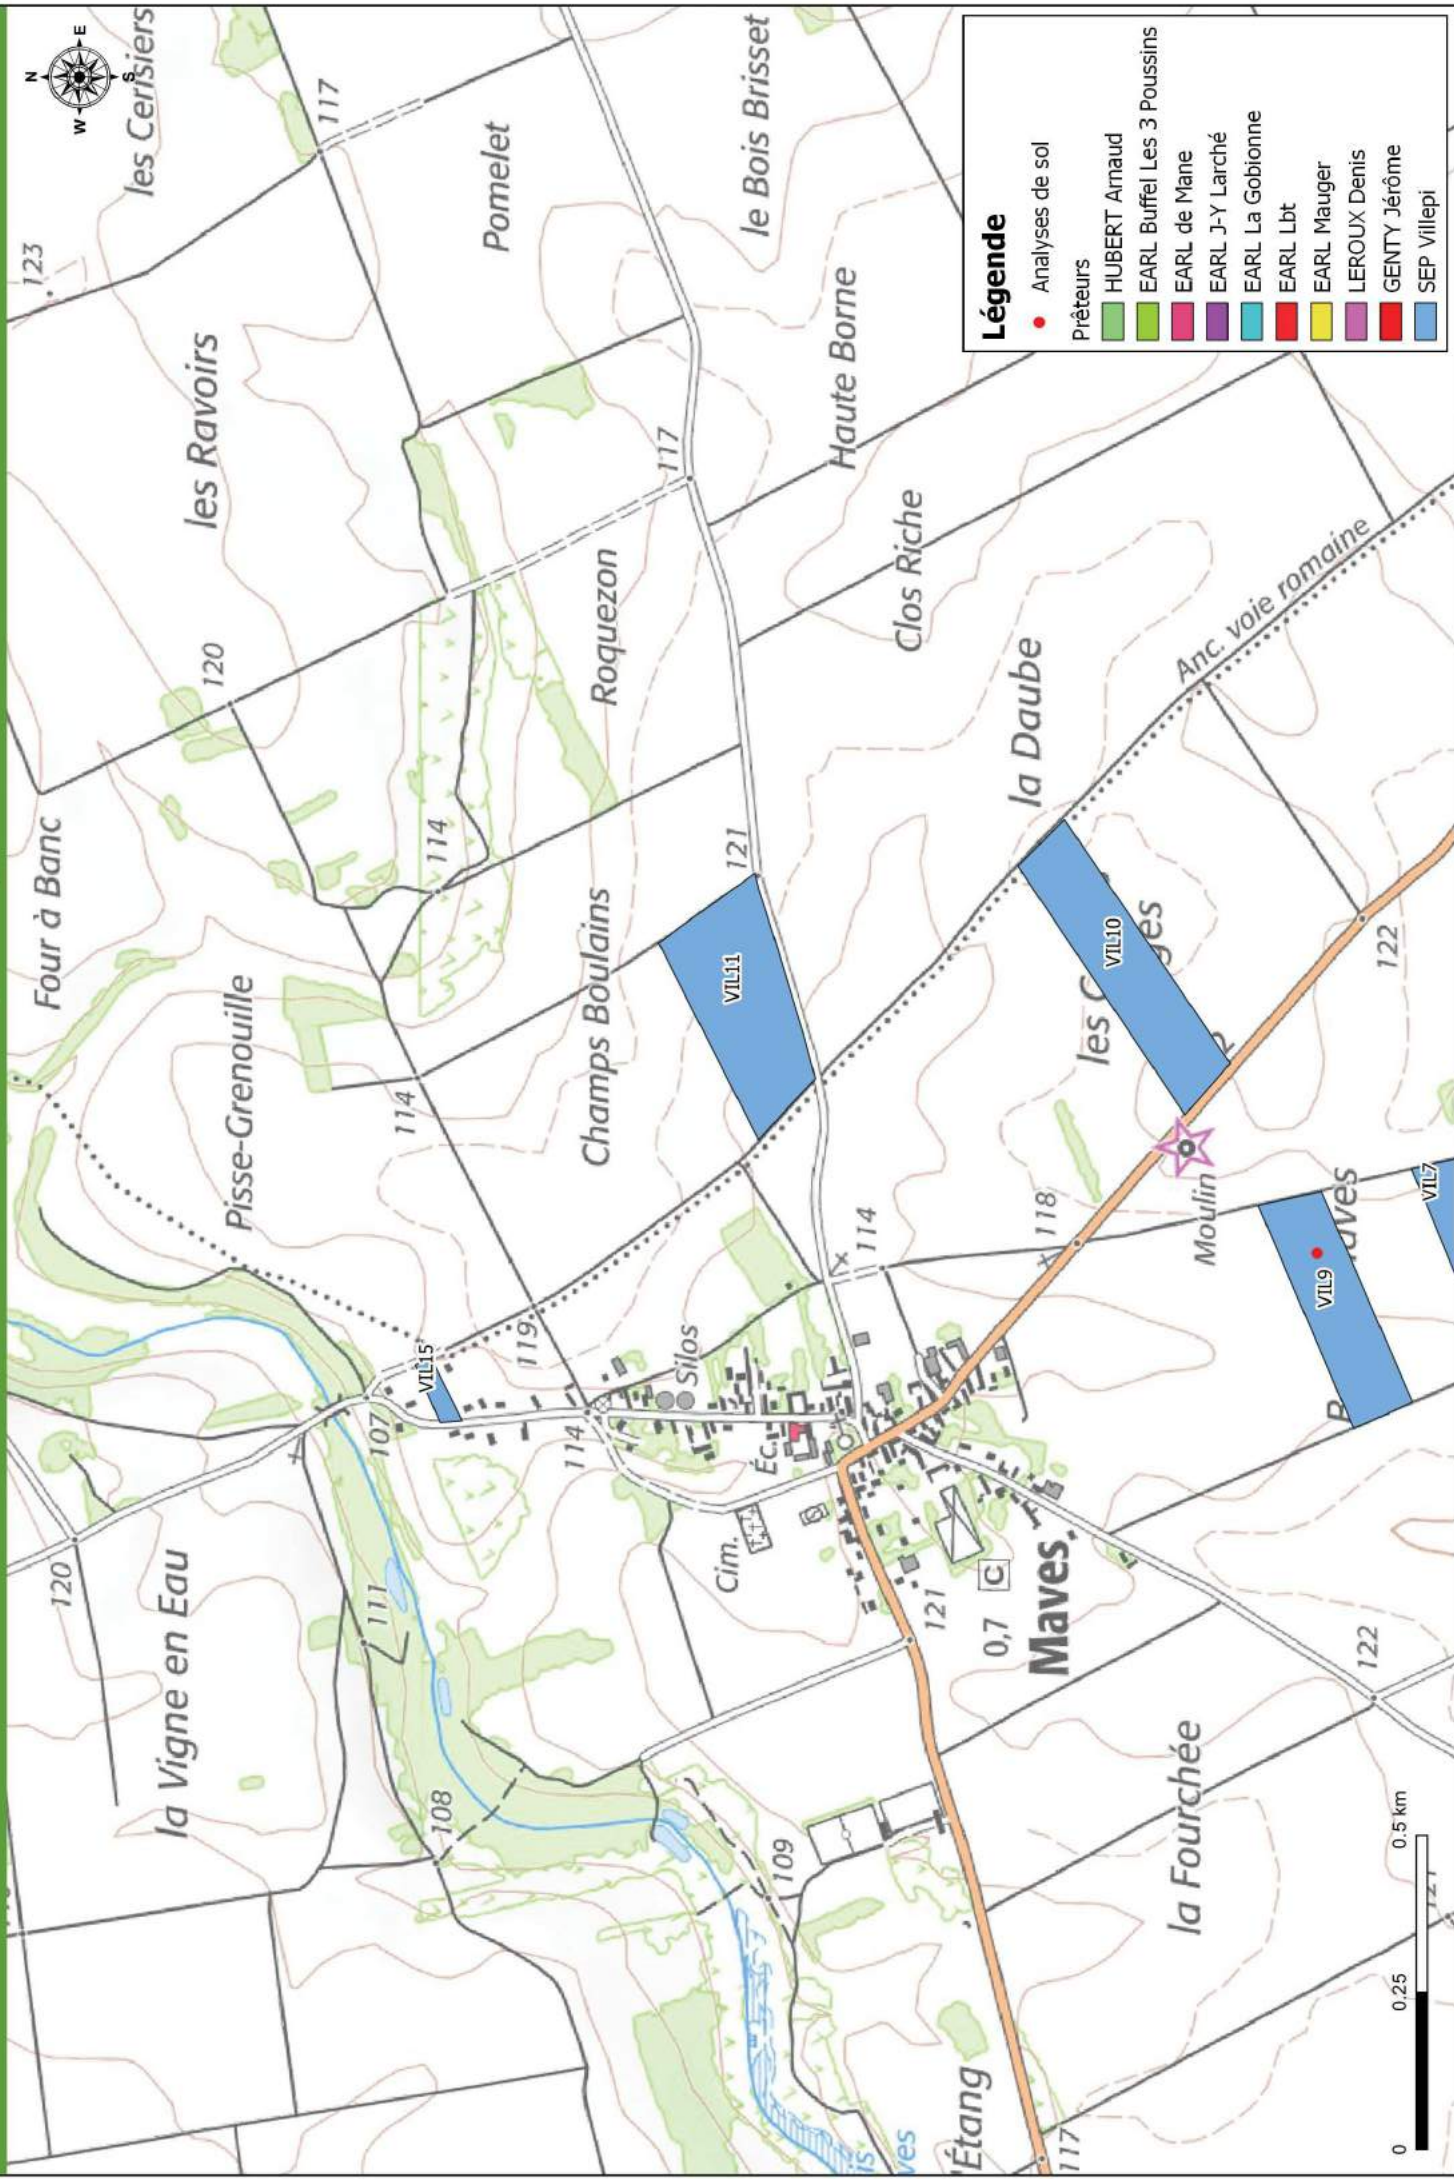 N
W
E
S
les Cerisiers
123
117
Pomelet
le Bois Brisset
les Ravoirs
Haute Borne
117
Clos Riche
Roquezon
120
Anc. voie romaine
la Daube
Four à Banc
114
121
Champs Boulains
VIL11
VIL10
les
122
Pisse-Grenouille
114
118
Moulin
114
VIL7
VIL9
VIL15
119
Silos
107
114
Éc.
Cim.
120
la Vigne en Eau
111
121
0,7
C
Maves
122
108
109
la Fourchée
'Étang
117
Légende
Analyses de sol
Prêteurs
HUBERT Arnaud
EARL Buffel Les 3 Poussins
EARL de Mane
EARL J-Y Larché
EARL La Gobionne
EARL Lbt
EARL Mauger
LEROUX Denis
GENTY Jérôme
SEP Villepi
0 0.25 0.5 km